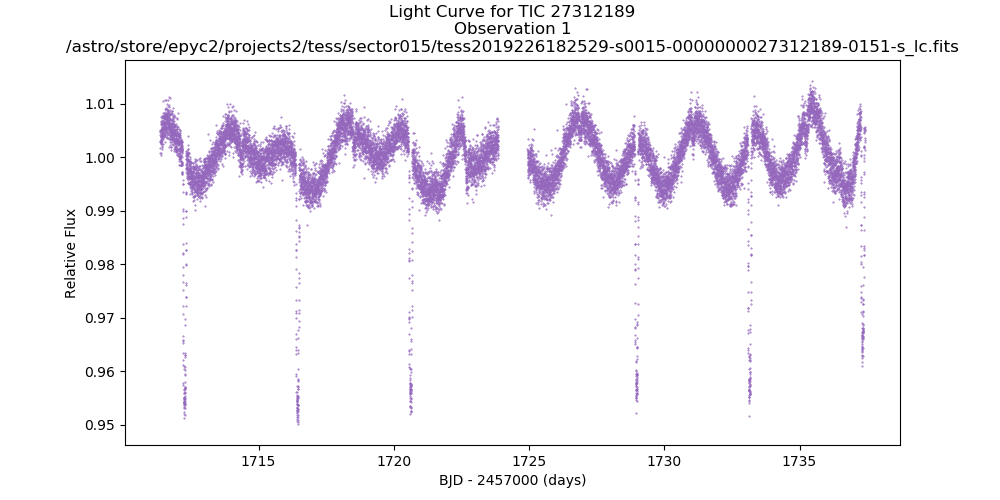 Light Curve for TIC 27312189
Observation 1
/astro/store/epyc2/projects2/tess/sector015/tess2019226182529-s0015-0000000027312189-0151-s_lc.fits
1.01
1.00
0.99
0.98
0.97
0.96
0.95
Relative Flux
1715
1720
1725
1730
1735
BJD - 2457000 (days)